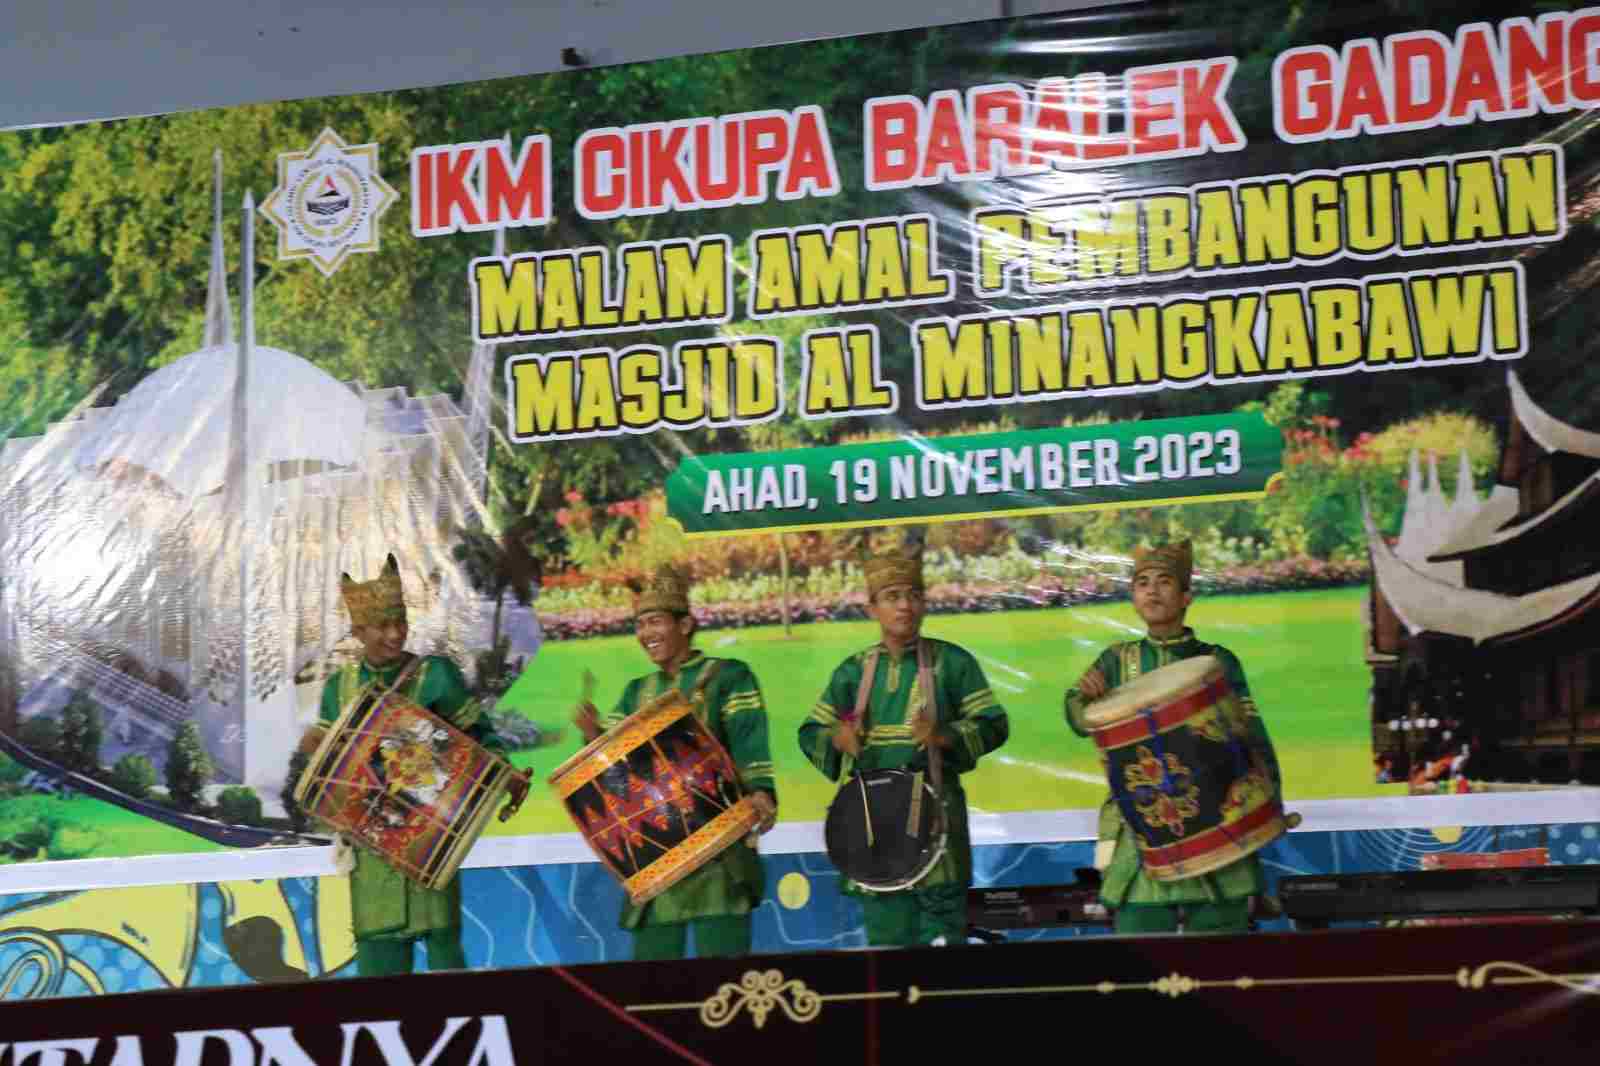 IKM CIKUPA BARALEK GADANG
MALAM AMAL PEMBANGUNAN
MASJID AL MINANGKABAWI
AHAD, 19 NOVEMBER 2023